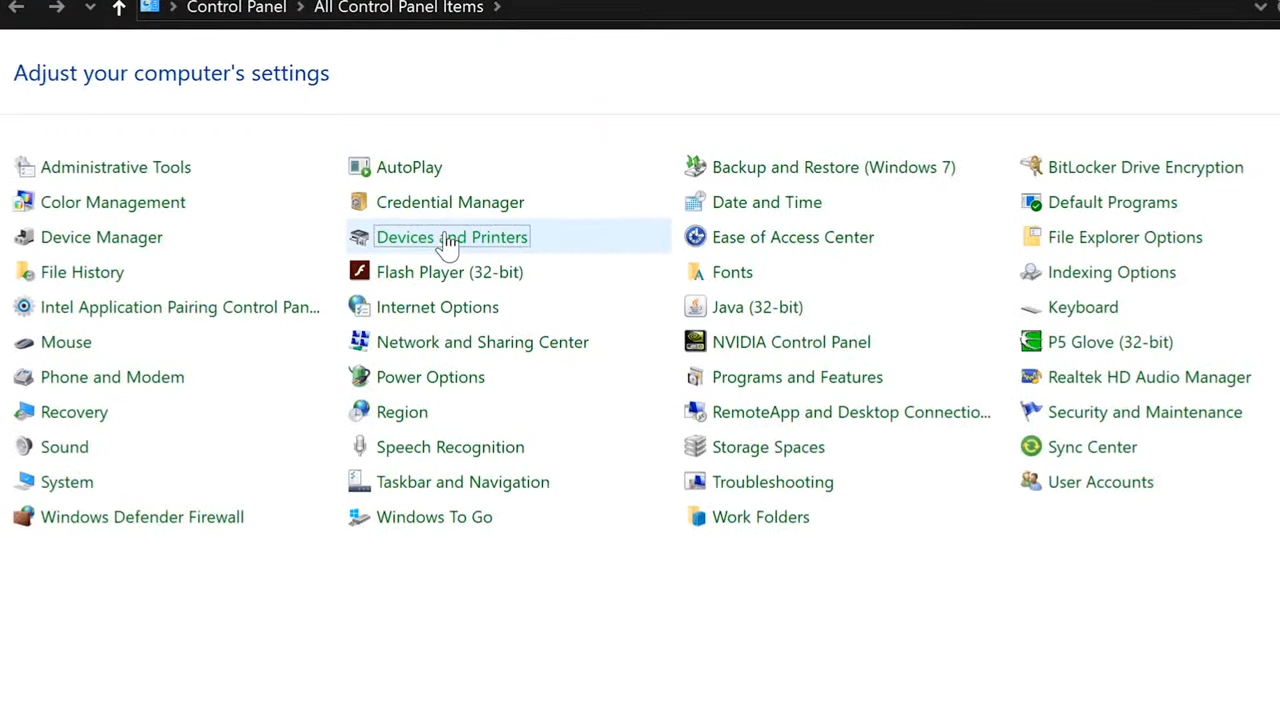 Control Panel > All Control Panel Items >
Adjust your computer's settings
Administrative Tools
AutoPlay
Backup and Restore (Windows 7)
BitLocker Drive Encryption
Color Management
Credential Manager
Date and Time
Default Programs
Device Manager
Devices and Printers
Ease of Access Center
File Explorer Options
File History
Flash Player (32-bit)
Fonts
Indexing Options
Intel Application Pairing Control Pan...
Internet Options
Java (32-bit)
Keyboard
Mouse
Network and Sharing Center
NVIDIA Control Panel
P5 Glove (32-bit)
Phone and Modem
Power Options
Programs and Features
Realtek HD Audio Manager
Recovery
Region
RemoteApp and Desktop Connectio...
Security and Maintenance
Sound
Speech Recognition
Storage Spaces
Sync Center
System
Taskbar and Navigation
Troubleshooting
User Accounts
Windows Defender Firewall
Windows To Go
Work Folders